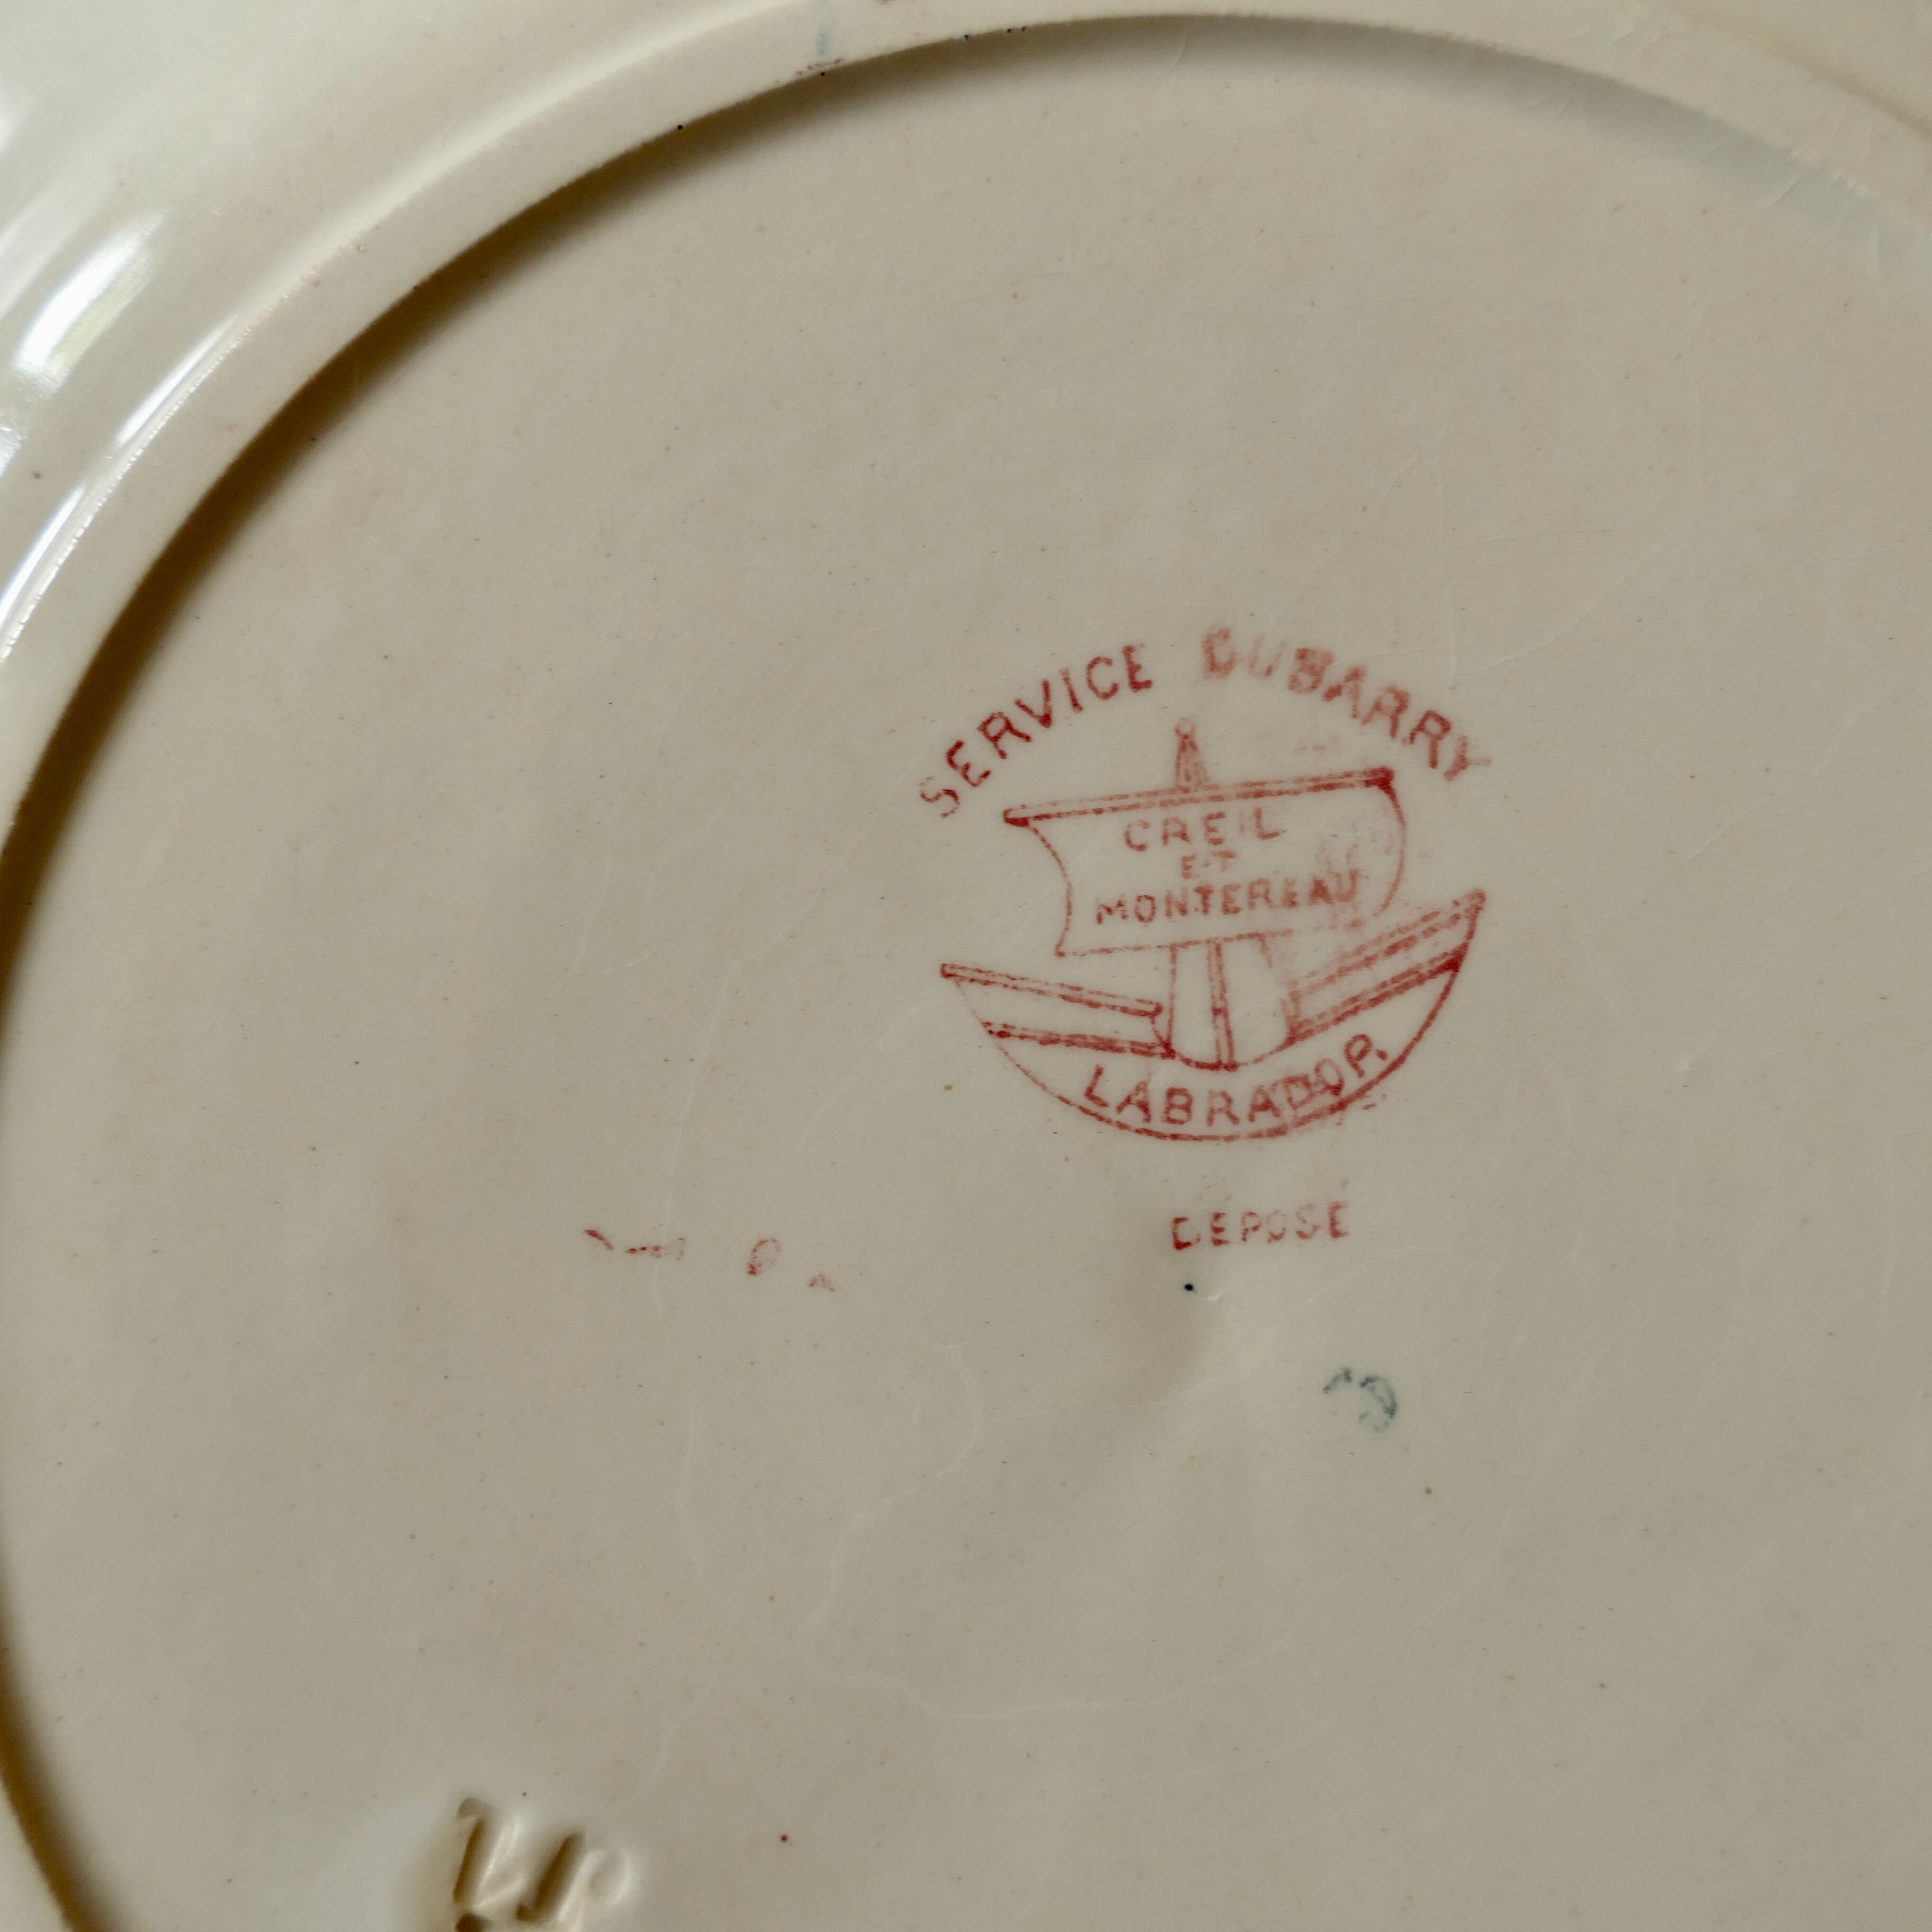 SERVICE DUBARRY
CREIL
ET
MONTEREAU
LABRADOR
DEPOSE